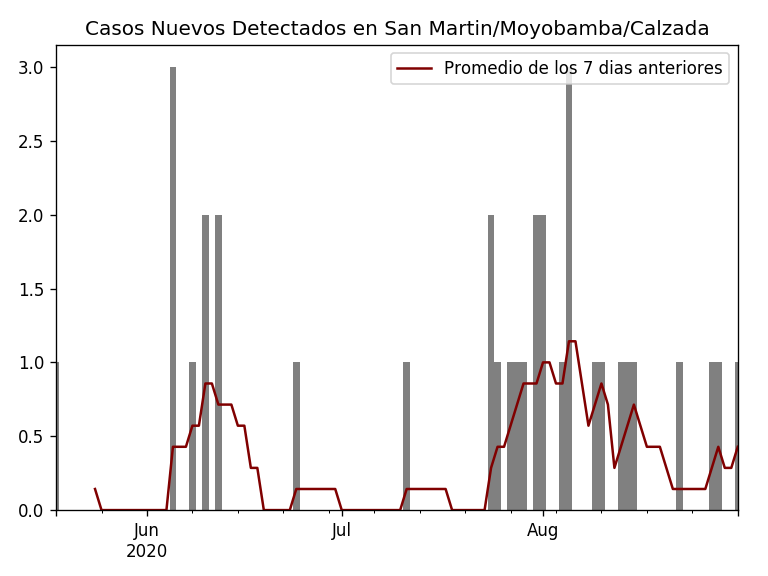 Casos Nuevos Detectados en San Martin/Moyobamba/Calzada
Promedio de los 7 dias anteriores
3.0
2.5
2.0
1.5
1.0
0.5
0.0
Jun
2020
Jul
Aug